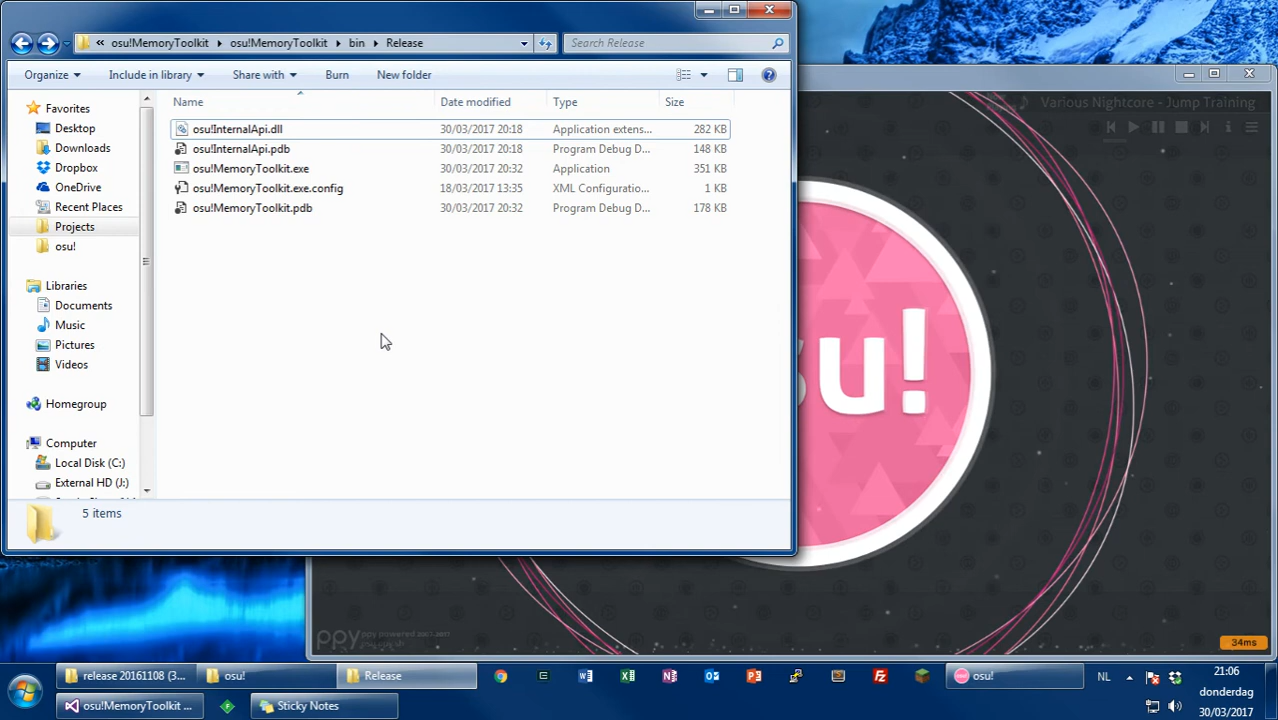 « osu!MemoryToolkit osu!MemoryToolkit bin Release
Search Release
Organize Include in library Share with Burn New folder
Name Date modified Type Size
osu!InternalApi.dll 30/03/2017 20:18 Application extens... 282 KB
osu!InternalApi.pdb 30/03/2017 20:18 Program Debug D... 148 KB
osu!MemoryToolkit.exe 30/03/2017 20:32 Application 351 KB
osu!MemoryToolkit.exe.config 18/03/2017 13:35 XML Configuratio... 1 KB
osu!MemoryToolkit.pdb 30/03/2017 20:32 Program Debug D... 178 KB
Favorites
Desktop
Downloads
Dropbox
OneDrive
Recent Places
Projects
osu!
Libraries
Documents
Music
Pictures
Videos
Homegroup
Computer
Local Disk (C:)
External HD (J:)
5 items
Various Nightcore - Jump Training
su!
ppy ppy powered 2007-2017
34ms
release 20161108 (3... osu! Release osu! NL 21:06
donderdag
osu!MemoryToolkit ... Sticky Notes 30/03/2017